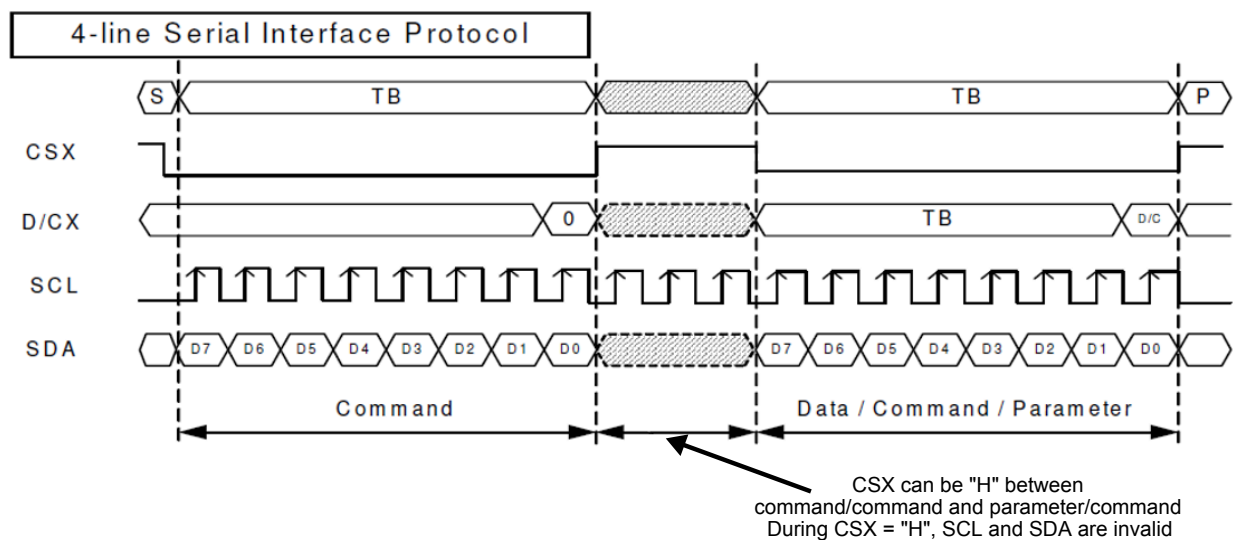 4-line Serial Interface Protocol
S TB TB P
CSX
D/CX 0 TB D/C
SCL
SDA D7 D6 D5 D4 D3 D2 D1 D0 D7 D6 D5 D4 D3 D2 D1 D0
Command Data / Command / Parameter
CSX can be "H" between
command/command and parameter/command
During CSX = "H", SCL and SDA are invalid